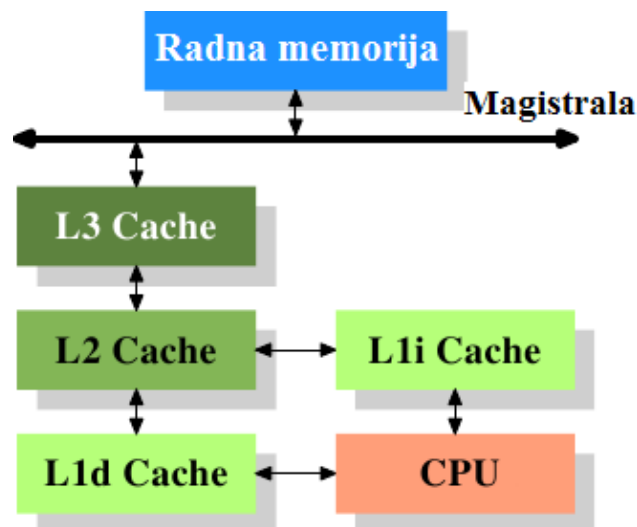 Radna memorija
Magistrala
L3 Cache
L2 Cache
L1i Cache
L1d Cache
CPU